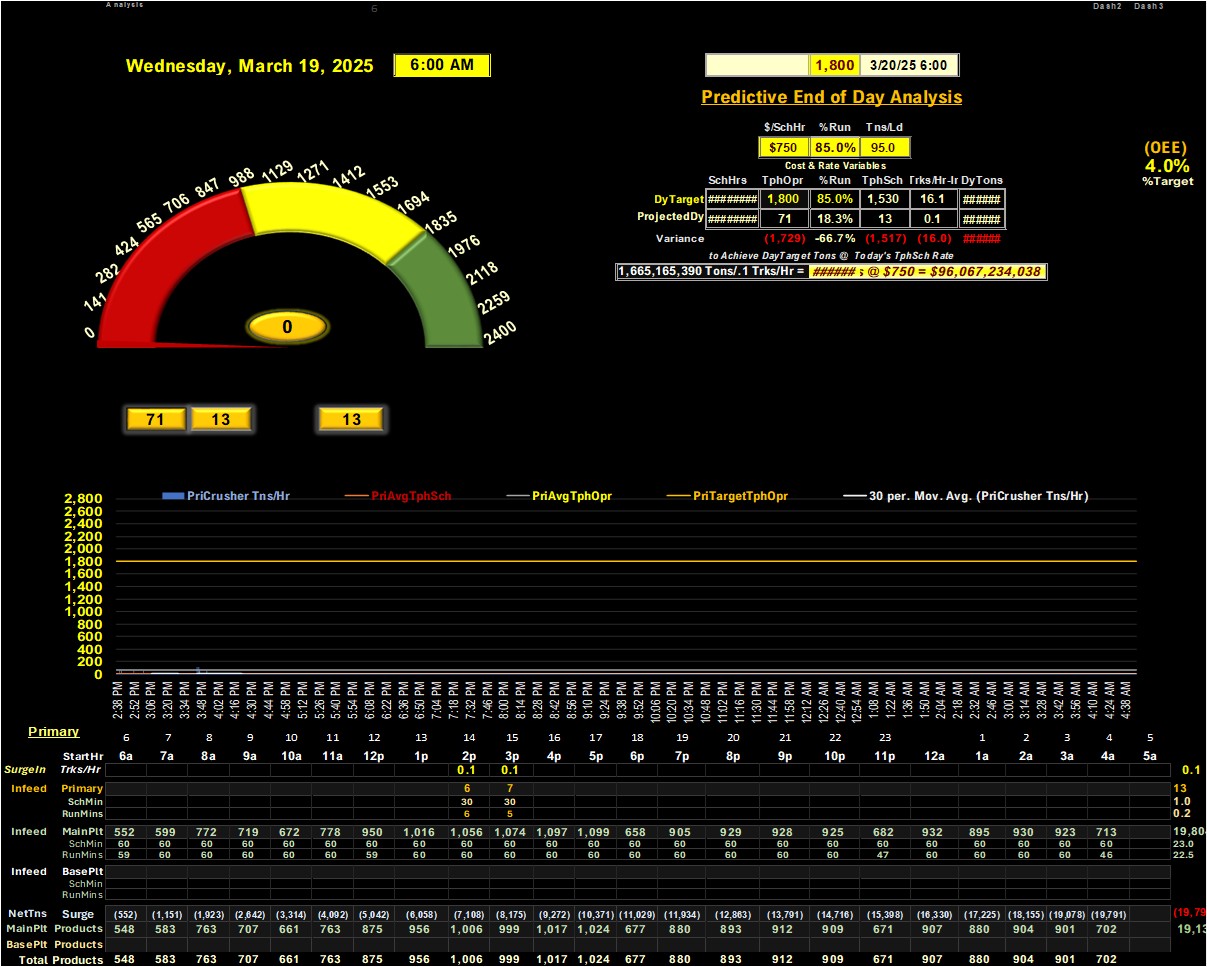 Analysis 6 Dash2 Dash3
Wednesday, March 19, 2025 6:00 AM
1,800 3/20/25 6:00
Predictive End of Day Analysis
$/SchHr %Run Tns/Ld
$750 85.0% 95.0
Cost & Rate Variables
SchHrs TphOpr %Run TphSch Trks/Hr-Ir DyTons
DyTarget ######## 1,800 85.0% 1,530 16.1 ######
ProjectedDy ######## 71 18.3% 13 0.1 ######
Variance (1,729) -66.7% (1,517) (16.0) ######
to Achieve DayTarget Tons @ Today's TphSch Rate
1,665,165,390 Tons/.1 Trks/Hr = ###### s @ $750 = $96,067,234,038
(OEE)
4.0%
%Target
0 141 282 424 565 706 847 988 1129 1271 1412 1553 1694 1835 1976 2118 2259 2400
0
71 13 13
PriCrusher Tns/Hr PriAvgTphSch PriAvgTphOpr PriTargetTphOpr 30 per. Mov. Avg. (PriCrusher Tns/Hr)
2,800
2,600
2,400
2,200
2,000
1,800
1,600
1,400
1,200
1,000
800
600
400
200
0
2:38 PM 2:52 PM 3:06 PM 3:20 PM 3:34 PM 3:48 PM 4:02 PM 4:16 PM 4:30 PM 4:44 PM 4:58 PM 5:12 PM 5:26 PM 5:40 PM 5:54 PM 6:08 PM 6:22 PM 6:36 PM 6:50 PM 7:04 PM 7:18 PM 7:32 PM 7:46 PM 8:00 PM 8:14 PM 8:28 PM 8:42 PM 8:56 PM 9:10 PM 9:24 PM 9:38 PM 9:52 PM 10:06 PM 10:20 PM 10:34 PM 10:48 PM 11:02 PM 11:16 PM 11:30 PM 11:44 PM 11:58 PM 12:12 AM 12:26 AM 12:40 AM 12:54 AM 1:08 AM 1:22 AM 1:36 AM 1:50 AM 2:04 AM 2:18 AM 2:32 AM 2:46 AM 3:00 AM 3:14 AM 3:28 AM 3:42 AM 3:56 AM 4:10 AM 4:24 AM 4:38 AM
Primary
6 7 8 9 10 11 12 13 14 15 16 17 18 19 20 21 22 23 1 2 3 4 5
StartHr 6a 7a 8a 9a 10a 11a 12p 1p 2p 3p 4p 5p 6p 7p 8p 9p 10p 11p 12a 1a 2a 3a 4a 5a
SurgeIn Trks/Hr 0.1 0.1 0.1
Infeed Primary 6 7 13
SchMin 30 30 1.0
RunMins 6 5 0.2
Infeed MainPlt 552 599 772 719 672 778 950 1,016 1,056 1,074 1,097 1,099 658 905 929 928 925 682 932 895 930 923 713 19,80
SchMin 60 60 60 60 60 60 60 60 60 60 60 60 60 60 60 60 60 60 60 60 60 60 60 23.0
RunMins 59 60 60 60 60 60 59 60 60 60 60 60 60 60 60 60 60 47 60 60 60 60 46 22.5
Infeed BasePlt
SchMin
RunMins
NetTns Surge (552) (1,151) (1,923) (2,642) (3,314) (4,092) (5,042) (6,058) (7,108) (8,175) (9,272) (10,371) (11,029) (11,934) (12,863) (13,791) (14,716) (15,398) (16,330) (17,225) (18,155) (19,078) (19,791) (19,79
MainPlt Products 548 583 763 707 661 763 875 956 1,006 999 1,017 1,024 677 880 893 912 909 671 907 880 904 901 702 19,13
BasePlt Products
Total Products 548 583 763 707 661 763 875 956 1,006 999 1,017 1,024 677 880 893 912 909 671 907 880 904 901 702